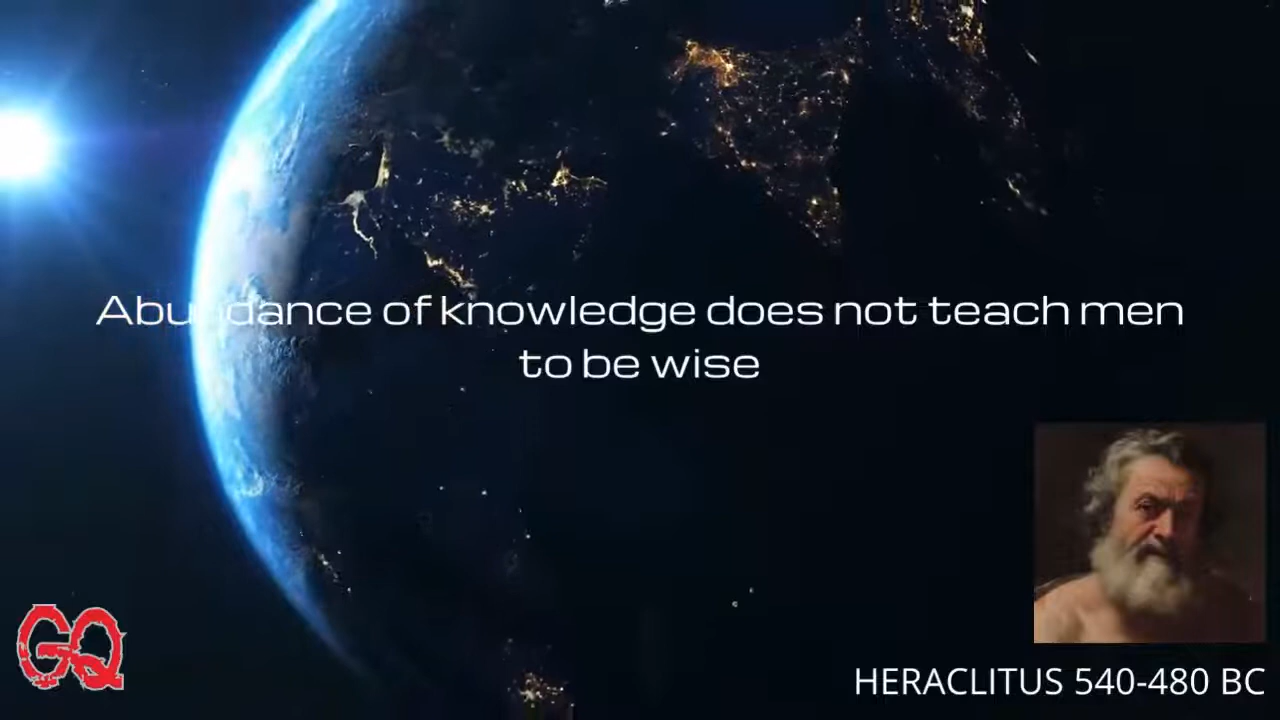 Abundance of knowledge does not teach men
to be wise
GQ
HERACLITUS 540-480 BC